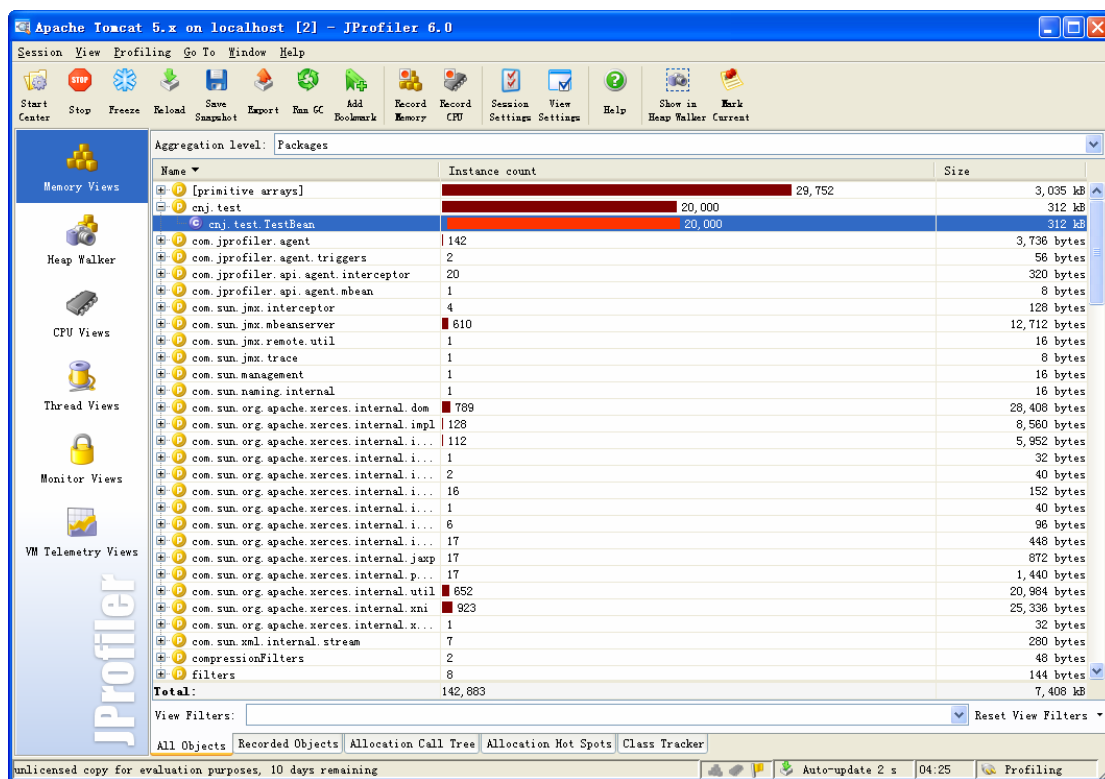 Apache Tomcat 5.x on localhost [2] - JProfiler 6.0
Session View Profiling Go To Window Help
Start Center Stop Freeze Reload Save Snapshot Export Run GC Add Bookmark Record Memory Record CPU Session Settings View Settings Help Show in Heap Walker Mark Current
Memory Views
Heap Walker
CPU Views
Thread Views
Monitor Views
VM Telemetry Views
JProfiler
Aggregation level: Packages
Name Instance count Size
[primitive arrays] 29,752 3,035 kB
cnj.test 20,000 312 kB
cnj.test.TestBean 20,000 312 kB
com.jprofiler.agent 142 3,736 bytes
com.jprofiler.agent.triggers 2 56 bytes
com.jprofiler.api.agent.interceptor 20 320 bytes
com.jprofiler.api.agent.mbean 1 8 bytes
com.sun.jmx.interceptor 4 128 bytes
com.sun.jmx.mbeanserver 610 12,712 bytes
com.sun.jmx.remote.util 1 16 bytes
com.sun.jmx.trace 1 8 bytes
com.sun.management 1 16 bytes
com.sun.naming.internal 1 16 bytes
com.sun.org.apache.xerces.internal.dom 789 28,408 bytes
com.sun.org.apache.xerces.internal.impl 128 8,560 bytes
com.sun.org.apache.xerces.internal.i... 112 5,952 bytes
com.sun.org.apache.xerces.internal.i... 1 32 bytes
com.sun.org.apache.xerces.internal.i... 2 40 bytes
com.sun.org.apache.xerces.internal.i... 16 152 bytes
com.sun.org.apache.xerces.internal.i... 1 40 bytes
com.sun.org.apache.xerces.internal.i... 6 96 bytes
com.sun.org.apache.xerces.internal.i... 17 448 bytes
com.sun.org.apache.xerces.internal.jaxp 17 872 bytes
com.sun.org.apache.xerces.internal.p... 17 1,440 bytes
com.sun.org.apache.xerces.internal.util 652 20,984 bytes
com.sun.org.apache.xerces.internal.xni 923 25,336 bytes
com.sun.org.apache.xerces.internal.x... 1 32 bytes
com.sun.xml.internal.stream 7 280 bytes
compressionFilters 2 48 bytes
filters 8 144 bytes
Total: 142,883 7,408 kB
View Filters: Reset View Filters
All Objects Recorded Objects Allocation Call Tree Allocation Hot Spots Class Tracker
unlicensed copy for evaluation purposes, 10 days remaining Auto-update 2 s 04:25 Profiling